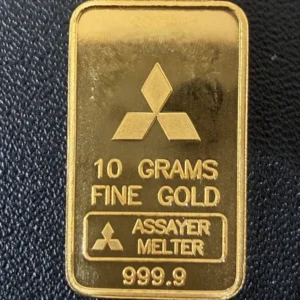 10 GRAMS
FINE GOLD
ASSAYER
MELTER
999.9